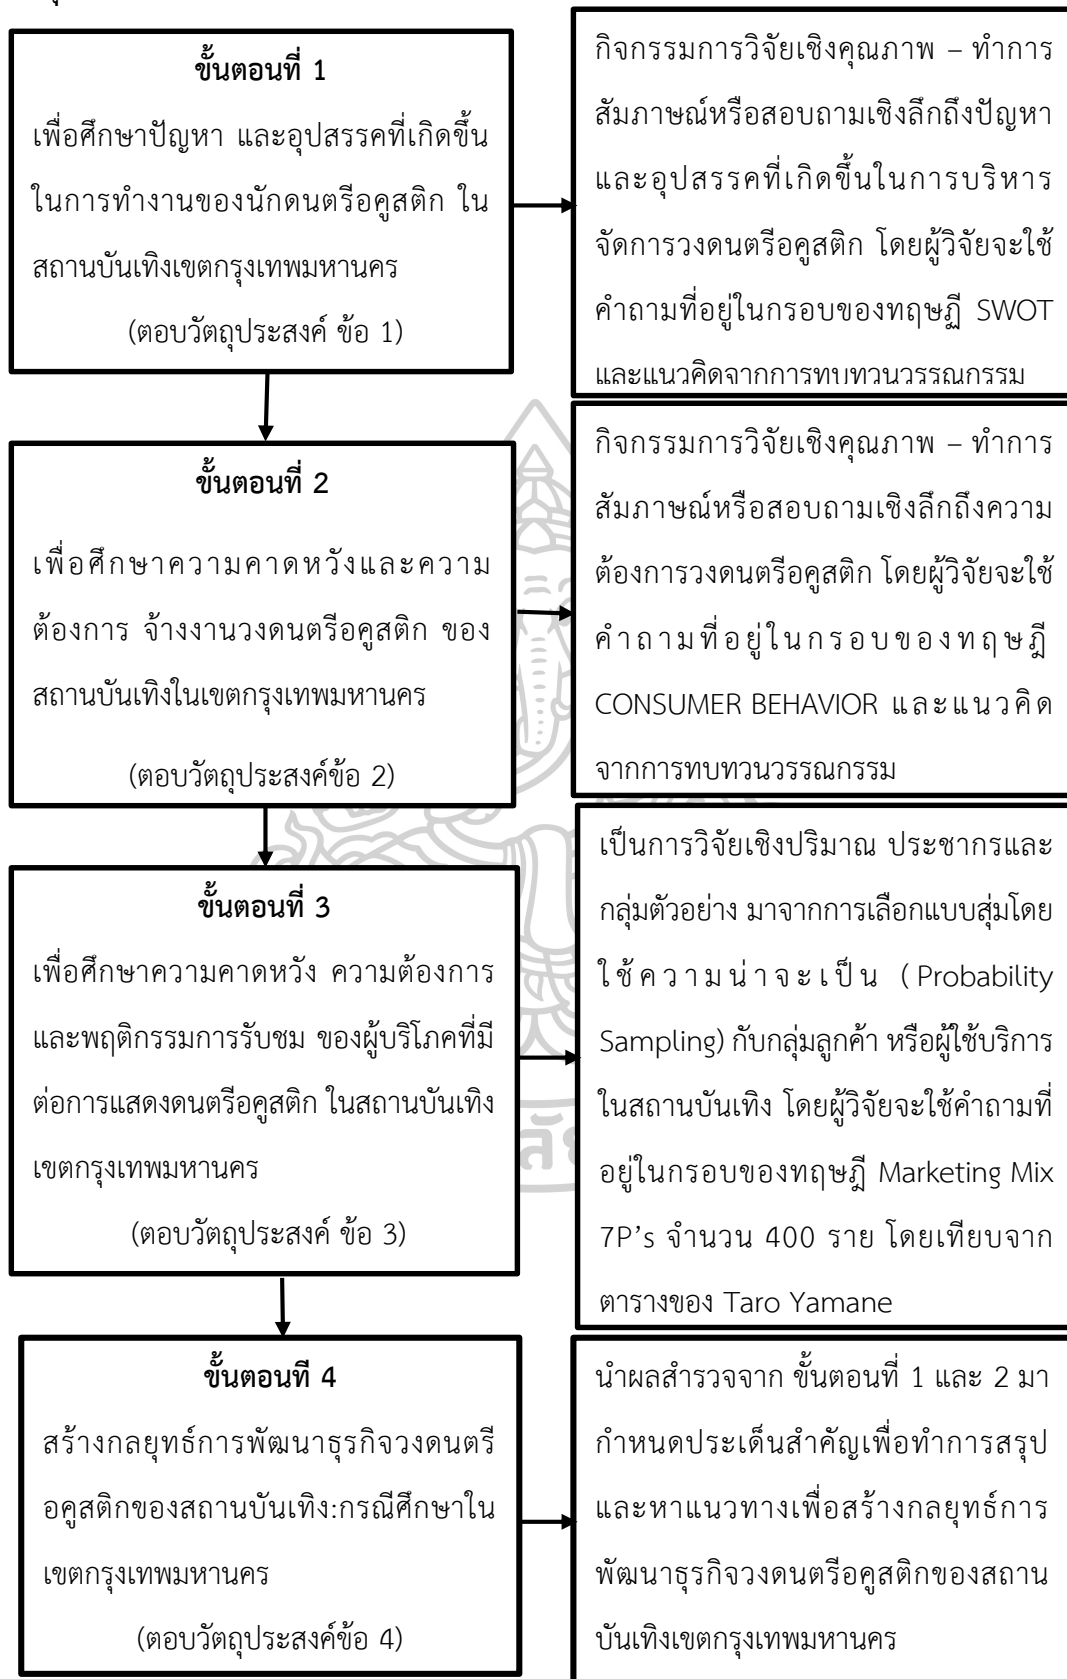 ขั้นตอนที่ 1
เพื่อศึกษาปัญหา และอุปสรรคที่เกิดขึ้น
ในการทำงานของนักดนตรีอคูสติก ใน
สถานบันเทิงเขตกรุงเทพมหานคร
(ตอบวัตถุประสงค์ ข้อ 1)
กิจกรรมการวิจัยเชิงคุณภาพ – ทำการ
สัมภาษณ์หรือสอบถามเชิงลึกถึงปัญหา
และอุปสรรคที่เกิดขึ้นในการบริหาร
จัดการวงดนตรีอคูสติก โดยผู้วิจัยจะใช้
คำถามที่อยู่ในกรอบของทฤษฏี SWOT
และแนวคิดจากการทบทวนวรรณกรรม
ขั้นตอนที่ 2
เพื่อศึกษาความคาดหวังและความ
ต้องการ จ้างงานวงดนตรีอคูสติก ของ
สถานบันเทิงในเขตกรุงเทพมหานคร
(ตอบวัตถุประสงค์ข้อ 2)
กิจกรรมการวิจัยเชิงคุณภาพ – ทำการ
สัมภาษณ์หรือสอบถามเชิงลึกถึงความ
ต้องการวงดนตรีอคูสติก โดยผู้วิจัยจะใช้
คำถามที่อยู่ในกรอบของทฤษฎี
CONSUMER BEHAVIOR และแนวคิด
จากการทบทวนวรรณกรรม
ขั้นตอนที่ 3
เพื่อศึกษาความคาดหวัง ความต้องการ
และพฤติกรรมการรับชม ของผู้บริโภคที่มี
ต่อการแสดงดนตรีอคูสติก ในสถานบันเทิง
เขตกรุงเทพมหานคร
(ตอบวัตถุประสงค์ ข้อ 3)
เป็นการวิจัยเชิงปริมาณ ประชากรและ
กลุ่มตัวอย่าง มาจากการเลือกแบบสุ่มโดย
ใช้ความน่าจะเป็น (Probability
Sampling) กับกลุ่มลูกค้า หรือผู้ใช้บริการ
ในสถานบันเทิง โดยผู้วิจัยจะใช้คำถามที่
อยู่ในกรอบของทฤษฎี Marketing Mix
7P’s จำนวน 400 ราย โดยเทียบจาก
ตารางของ Taro Yamane
ขั้นตอนที 4
สร้างกลยุทธ์การพัฒนาธุรกิจวงดนตรี
อคูสติกของสถานบันเทิง:กรณีศึกษาใน
เขตกรุงเทพมหานคร
(ตอบวัตถุประสงค์ข้อ 4)
นำผลสำรวจจาก ขั้นตอนที่ 1 และ 2 มา
กำหนดประเด็นสำคัญเพื่อทำการสรุป
และหาแนวทางเพื่อสร้างกลยุทธ์การ
พัฒนาธุรกิจวงดนตรีอคูสติกของสถาน
บันเทิงเขตกรุงเทพมหานคร